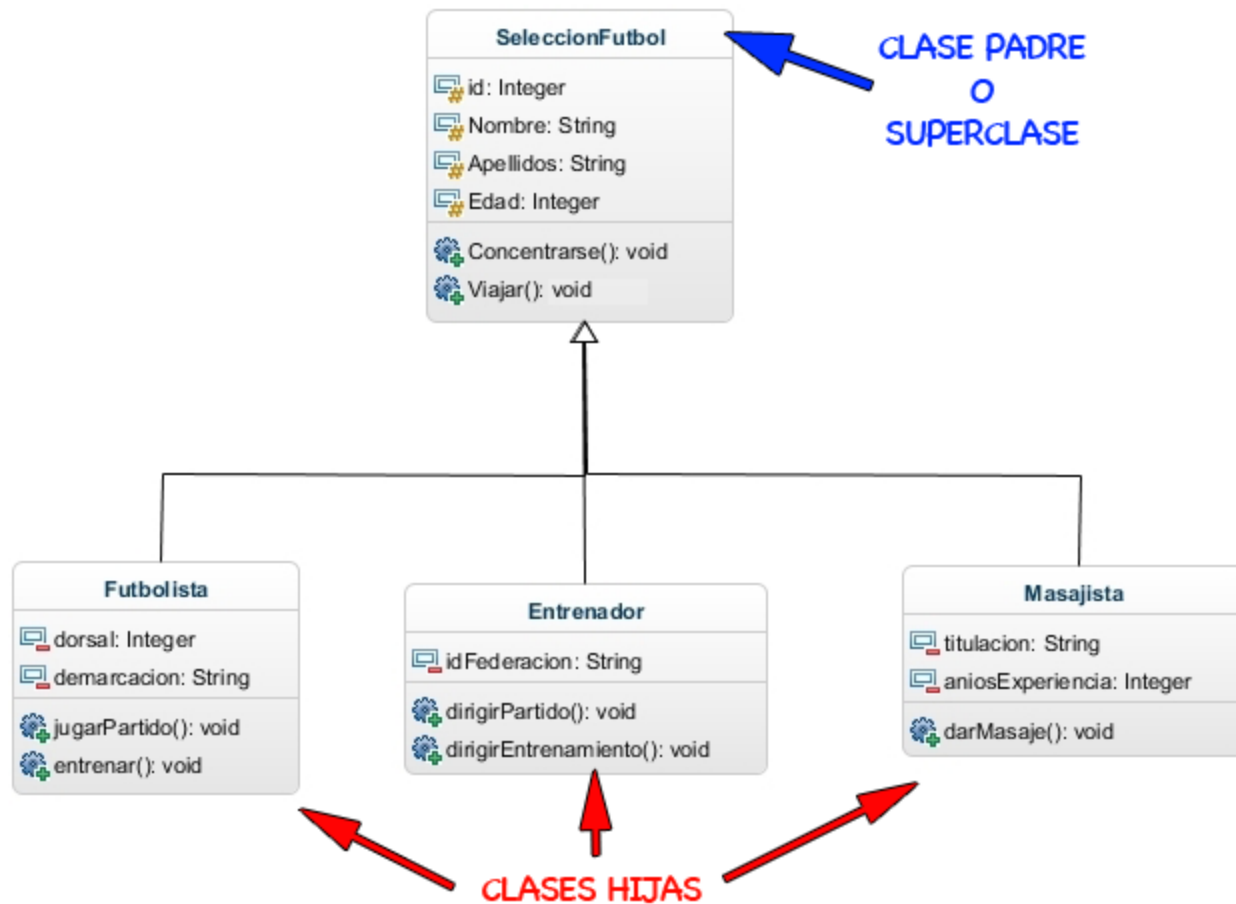 SeleccionFutbol
id: Integer
Nombre: String
Apellidos: String
Edad: Integer
Concentrarse(): void
Viajar(): void
CLASE PADRE
O
SUPERCLASE
Futbolista
dorsal: Integer
demarcacion: String
jugarPartido(): void
entrenar(): void
Entrenador
idFederacion: String
dirigirPartido(): void
dirigirEntrenamiento(): void
Masajista
titulacion: String
aniosExperiencia: Integer
darMasaje(): void
CLASES HIJAS